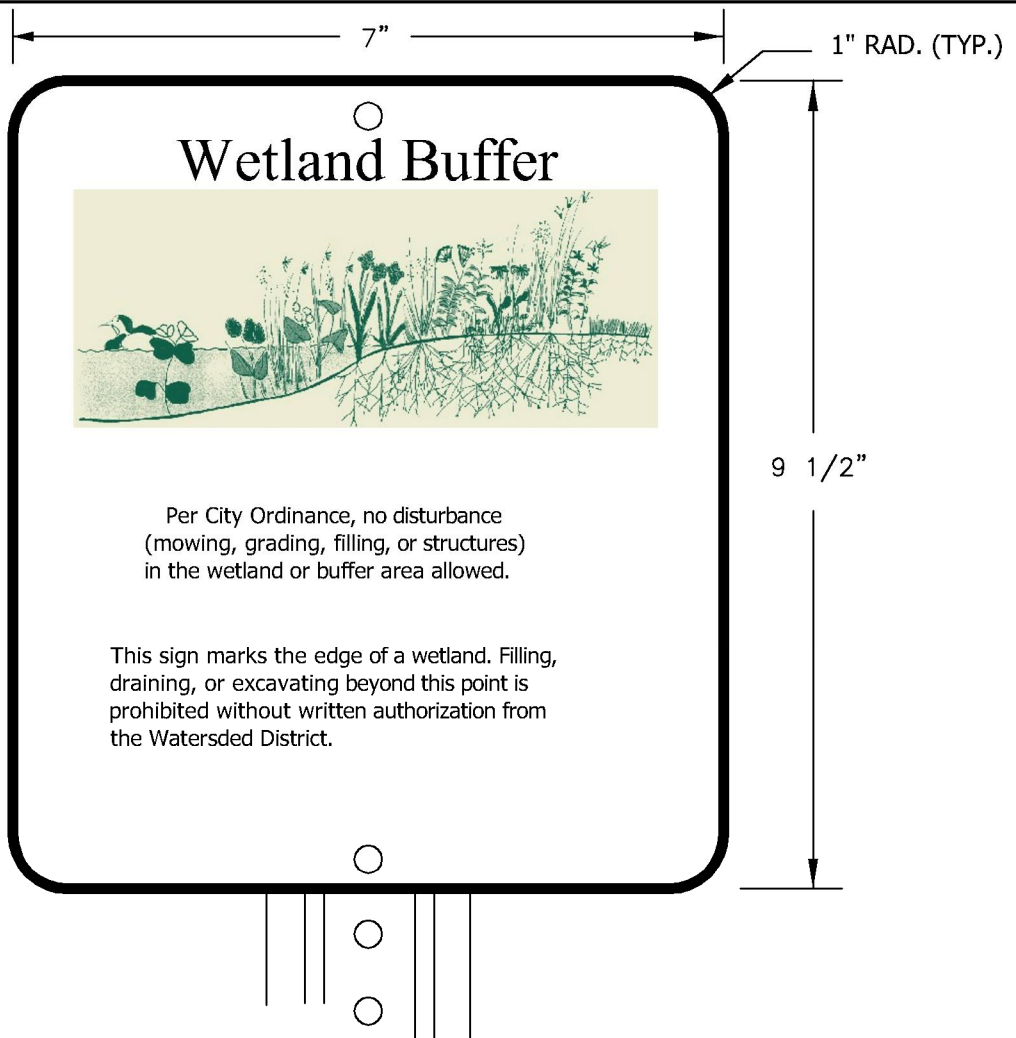 7”
1" RAD. (TYP.)
Wetland Buffer
9 1/2”
Per City Ordinance, no disturbance
(mowing, grading, filling, or structures)
in the wetland or buffer area allowed.
This sign marks the edge of a wetland. Filling,
draining, or excavating beyond this point is
prohibited without written authorization from
the Watersded District.